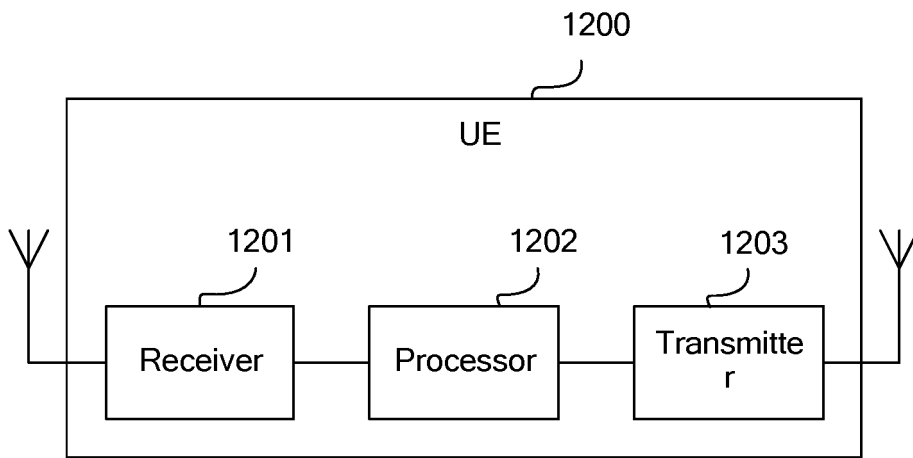 1200
UE
1201
1202
1203
Receiver
Processor
Transmitte
r